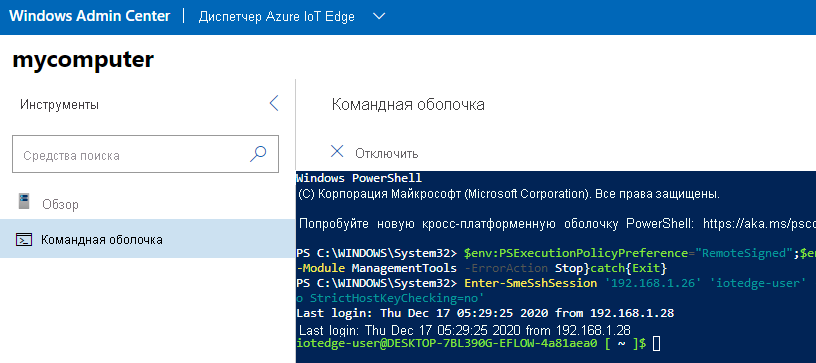 Windows Admin Center | Диспетчер Azure IoT Edge
mycomputer
Инструменты
Средства поиска
Обзор
Командная оболочка
Командная оболочка
Отключить
Windows PowerShell
(C) Корпорация Майкрософт (Microsoft Corporation). Все права защищены.
Попробуйте новую кросс-платформенную оболочку PowerShell: https://aka.ms/psco
PS C:\WINDOWS\System32> $env:PSExecutionPolicyPreference="RemoteSigned";$en
-Module ManagementTools -ErrorAction Stop}catch{Exit}
PS C:\WINDOWS\System32> Enter-SmeSshSession '192.168.1.26' 'iotedge-user'
o StrictHostKeyChecking=no'
Last login: Thu Dec 17 05:29:25 2020 from 192.168.1.28
Last login: Thu Dec 17 05:29:25 2020 from 192.168.1.28
iotedge-user@DESKTOP-7BL390G-EFLOW-4a81aea0 [ ~ ]$